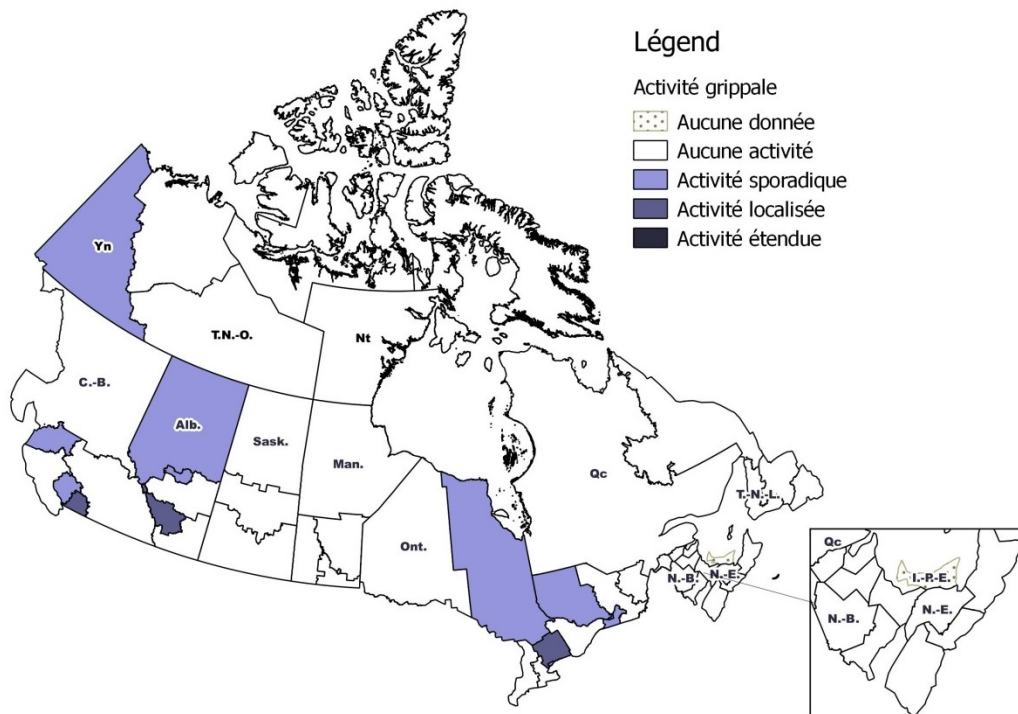 Légend
Activité grippale
Aucune donnée
Aucune activité
Activité sporadique
Activité localisée
Activité étendue
Yn
T.N.-O.
Nt
C.-B.
Alb.
Sask.
Man.
Qc
Ont.
T.-N.-L.
N.-B.
N.-E.
Qc
I.-P.-E.
N.-B.
N.-E.